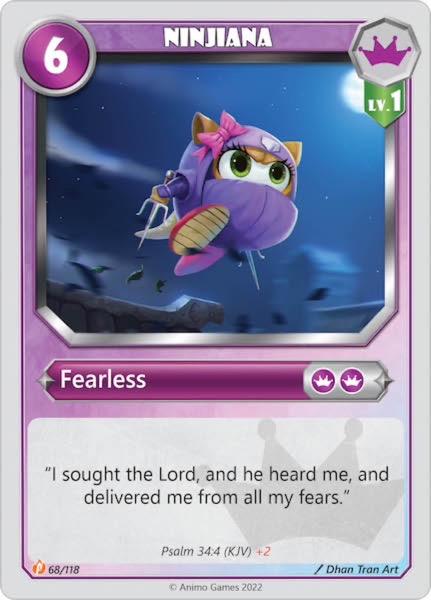 6
NINJIANA
LV.1
Fearless
“I sought the Lord, and he heard me, and
delivered me from all my fears.”
Psalm 34:4 (KJV) +2
68/118
/ Dhan Tran Art
© Animo Games 2022